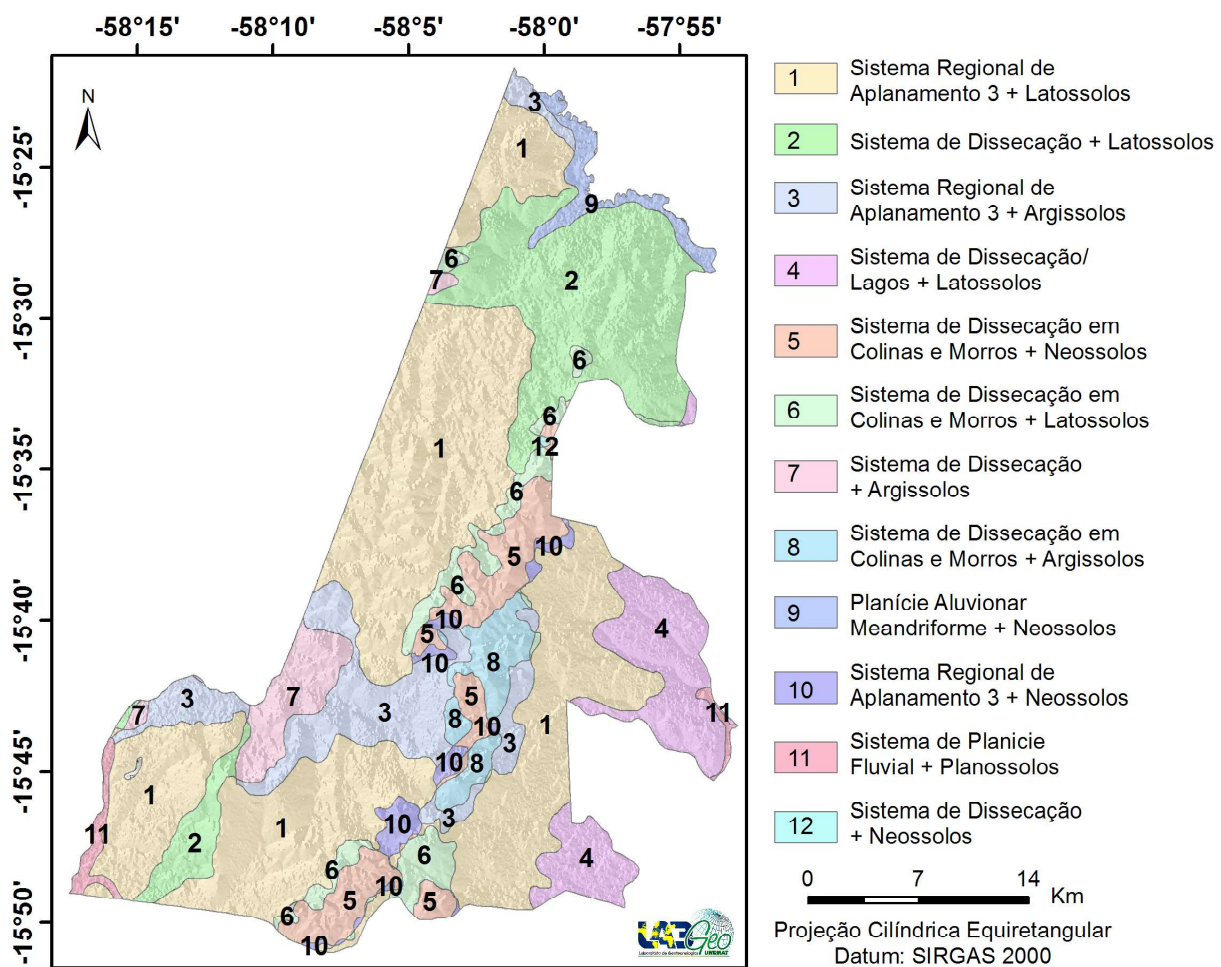 -58°15' -58°10' -58°5' -58°0' -57°55'
N
-15°25'
-15°30'
-15°35'
-15°40'
-15°45'
-15°50'
3
1
9
6
7
2
6
6
12
1
6
5
10
6
10
5
10
4
8
7
3
5
3
7
8
10
11
1
3
10
8
1
3
11
1
10
2
6
4
6
10
5
5
6
10
1
Sistema Regional de
Aplanamento 3 + Latossolos
2
Sistema de Dissecação + Latossolos
3
Sistema Regional de
Aplanamento 3 + Argissolos
4
Sistema de Dissecação/
Lagos + Latossolos
5
Sistema de Dissecação em
Colinas e Morros + Neossolos
6
Sistema de Dissecação em
Colinas e Morros + Latossolos
7
Sistema de Dissecação
+ Argissolos
8
Sistema de Dissecação em
Colinas e Morros + Argissolos
9
Planície Aluvionar
Meandriforme + Neossolos
10
Sistema Regional de
Aplanamento 3 + Neossolos
11
Sistema de Planicie
Fluvial + Planossolos
12
Sistema de Dissecação
+ Neossolos
0 7 14
Km
Projeção Cilíndrica Equiretangular
Datum: SIRGAS 2000
Geo
Laboratório de Geotecnologias UNEMAT